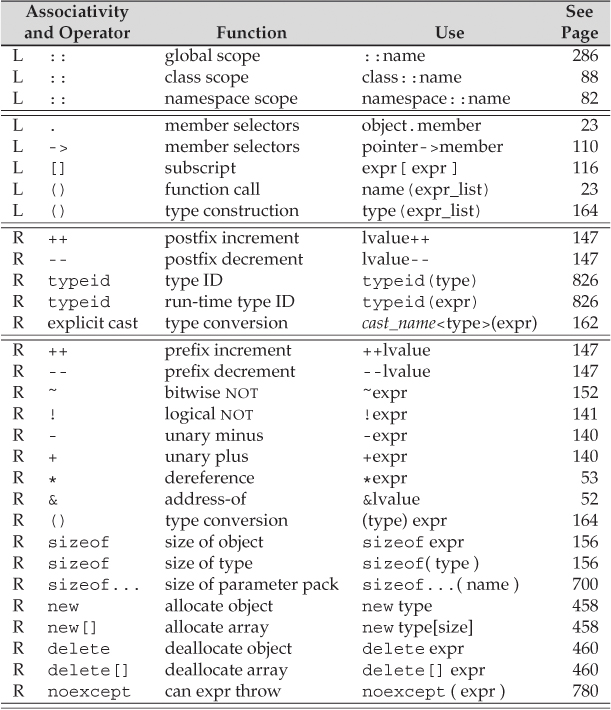 Associativity and Operator Function Use See Page
L :: global scope ::name 286
L :: class scope class::name 88
L :: namespace scope namespace::name 82
L . member selectors object.member 23
L -> member selectors pointer->member 110
L [] subscript expr[ expr ] 116
L () function call name(expr_list) 23
L () type construction type(expr_list) 164
R ++ postfix increment lvalue++ 147
R -- postfix decrement lvalue-- 147
R typeid type ID typeid(type) 826
R typeid run-time type ID typeid(expr) 826
R explicit cast type conversion cast_name<type>(expr) 162
R ++ prefix increment ++lvalue 147
R -- prefix decrement --lvalue 147
R ~ bitwise NOT ~expr 152
R ! logical NOT !expr 141
R - unary minus -expr 140
R + unary plus +expr 140
R * dereference *expr 53
R & address-of &lvalue 52
R () type conversion (type) expr 164
R sizeof size of object sizeof expr 156
R sizeof size of type sizeof( type ) 156
R sizeof... size of parameter pack sizeof...( name ) 700
R new allocate object new type 458
R new[] allocate array new type[size] 458
R delete deallocate object delete expr 460
R delete[] deallocate array delete[] expr 460
R noexcept can expr throw noexcept ( expr ) 780